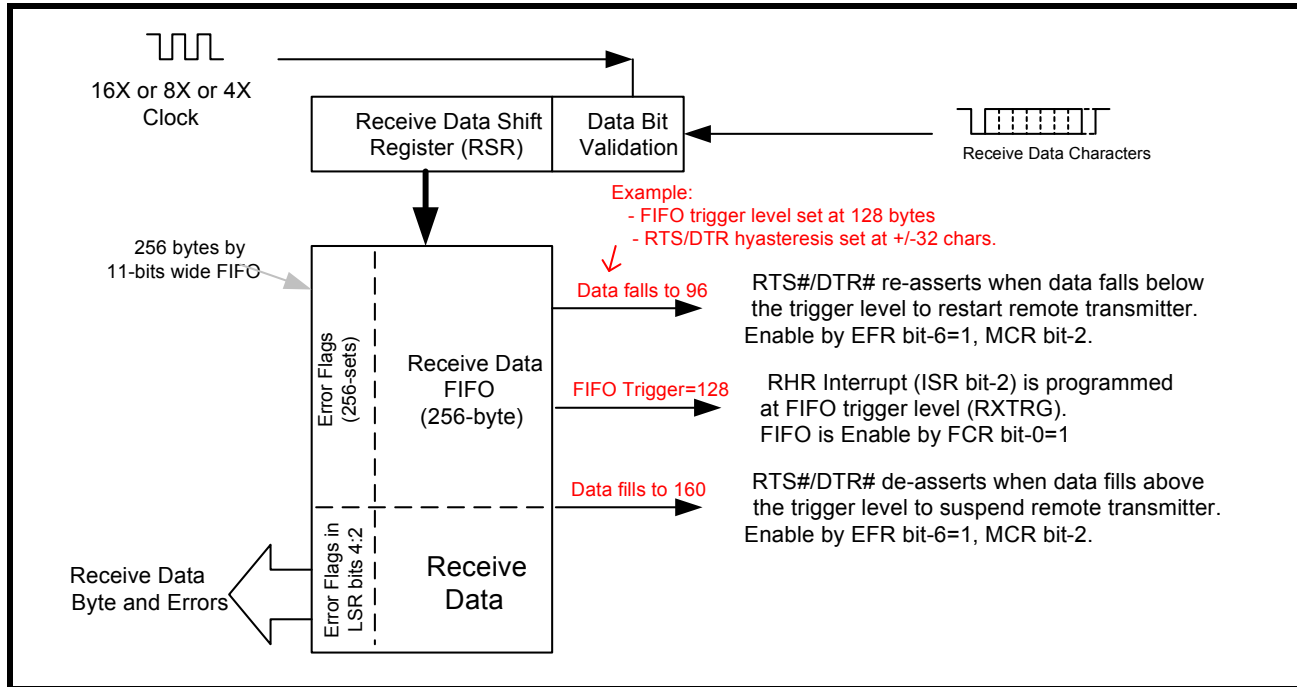 16X or 8X or 4X
Clock
Receive Data Shift
Register (RSR)
Data Bit
Validation
Receive Data Characters
Example:
- FIFO trigger level set at 128 bytes
- RTS/DTR hyasteresis set at +/-32 chars.
256 bytes by
11-bits wide FIFO
Error Flags
(256-sets)
Receive Data
FIFO
(256-byte)
Data falls to 96
RTS#/DTR# re-asserts when data falls below
the trigger level to restart remote transmitter.
Enable by EFR bit-6=1, MCR bit-2.
FIFO Trigger=128
RHR Interrupt (ISR bit-2) is programmed
at FIFO trigger level (RXTRG).
FIFO is Enable by FCR bit-0=1
Data fills to 160
RTS#/DTR# de-asserts when data fills above
the trigger level to suspend remote transmitter.
Enable by EFR bit-6=1, MCR bit-2.
Error Flags in
LSR bits 4:2
Receive
Data
Receive Data
Byte and Errors